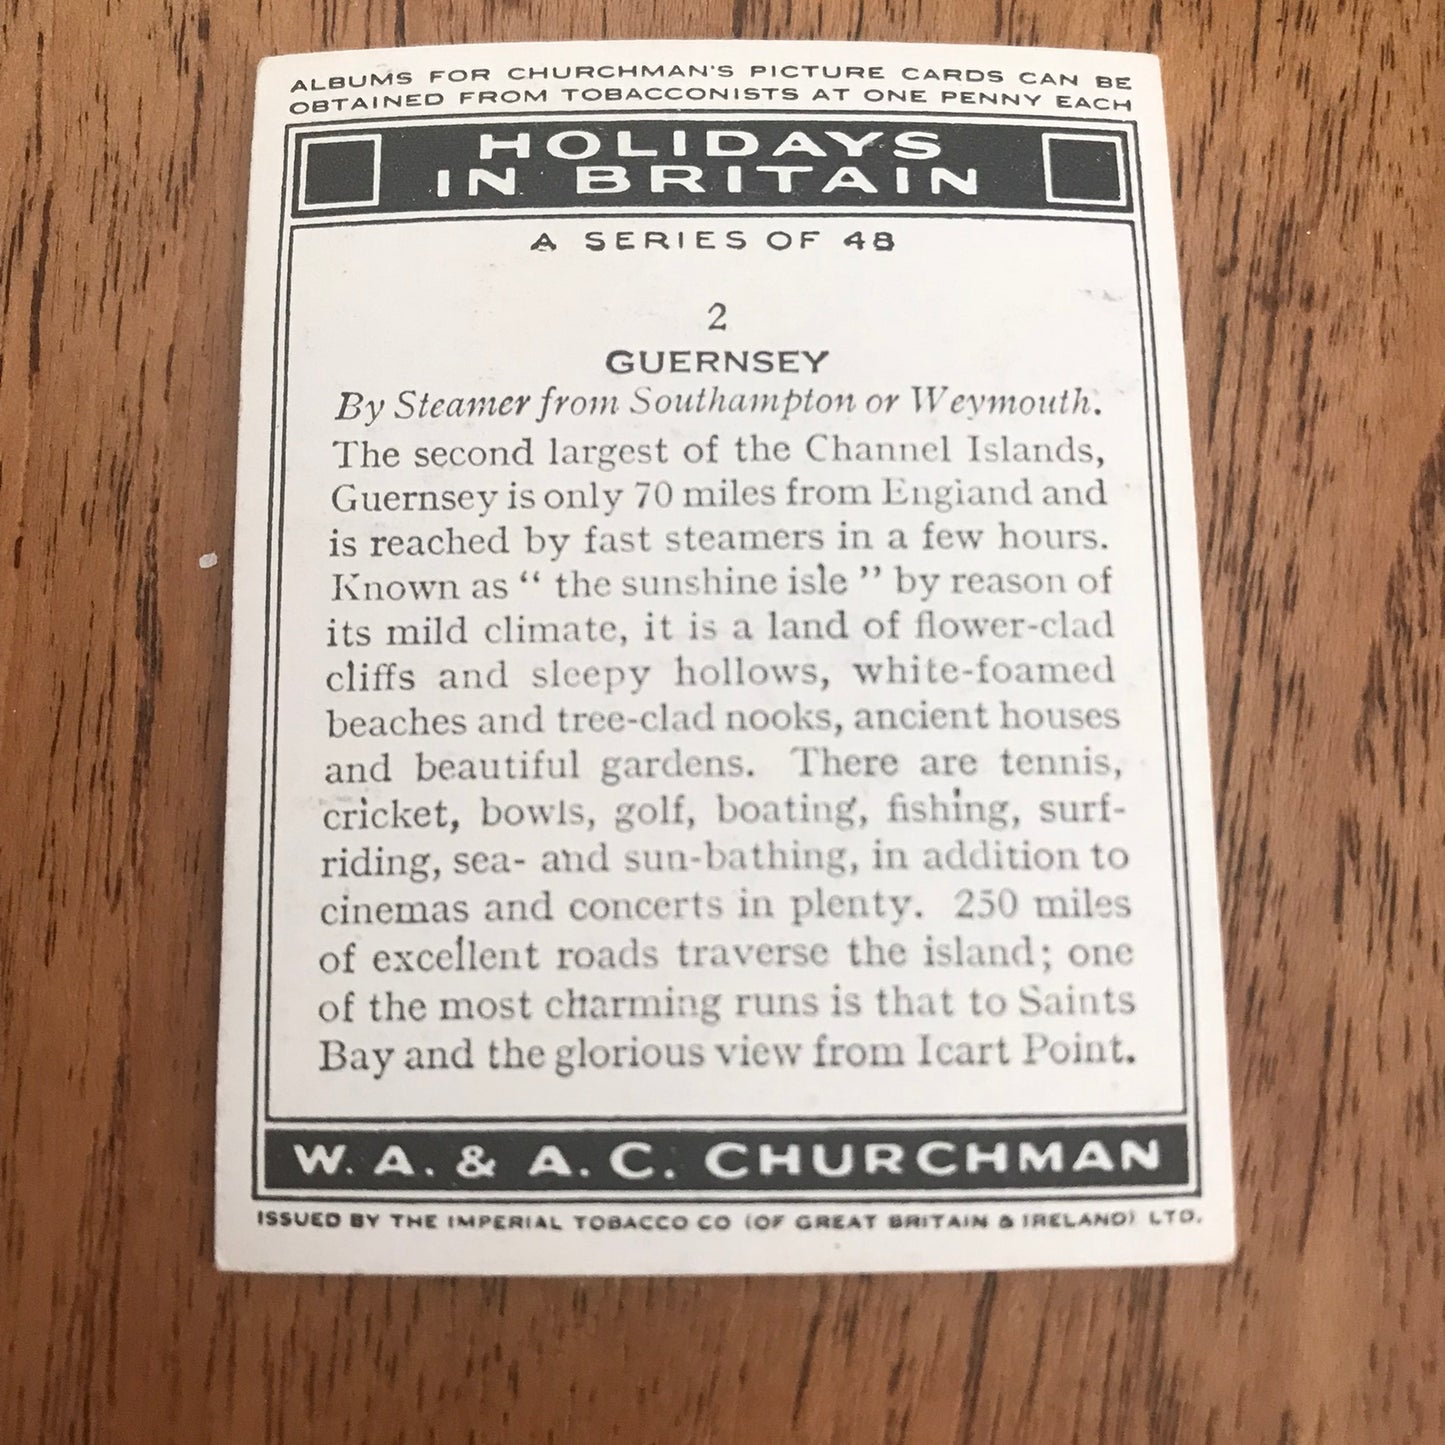 ALBUMS FOR CHURCHMAN'S PICTURE CARDS CAN BE
OBTAINED FROM TOBACCONISTS AT ONE PENNY EACH
HOLIDAYS
IN BRITAIN
A SERIES OF 48
2
GUERNSEY
By Steamer from Southampton or Weymouth.
The second largest of the Channel Islands,
Guernsey is only 70 miles from England and
is reached by fast steamers in a few hours.
Known as “ the sunshine isle ” by reason of
its mild climate, it is a land of flower-clad
cliffs and sleepy hollows, white-foamed
beaches and tree-clad nooks, ancient houses
and beautiful gardens. There are tennis,
cricket, bowls, golf, boating, fishing, surf-
riding, sea- and sun-bathing, in addition to
cinemas and concerts in plenty. 250 miles
of excellent roads traverse the island; one
of the most charming runs is that to Saints
Bay and the glorious view from Icart Point.
W. A. & A. C. CHURCHMAN
ISSUED BY THE IMPERIAL TOBACCO CO (OF GREAT BRITAIN & IRELAND) LTD.